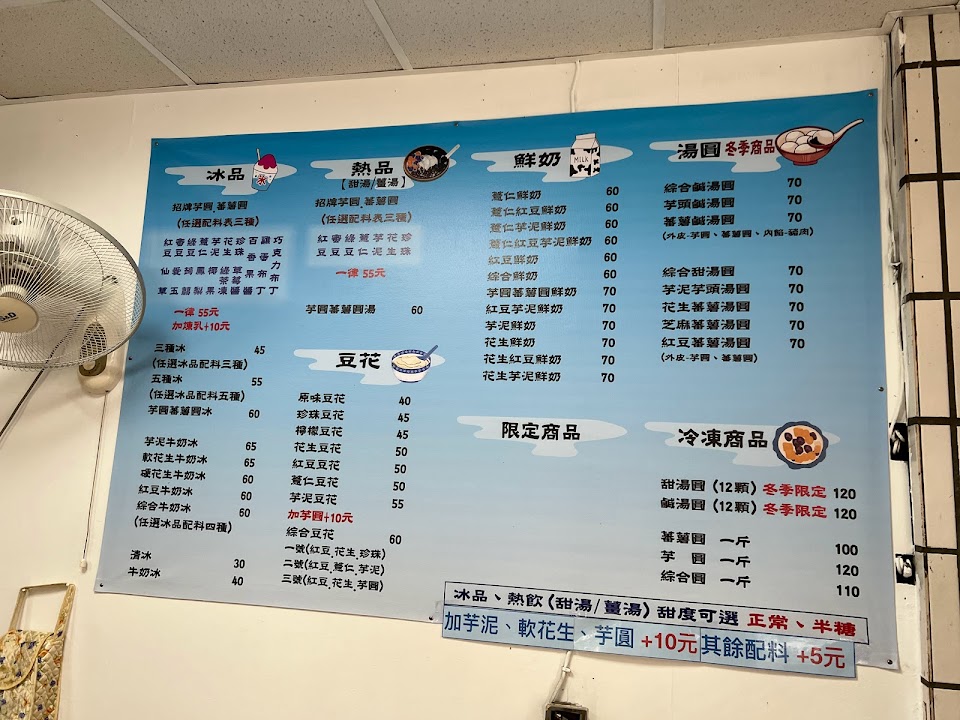 冰品
招牌芋圓.蕃薯圓
(任選配料表三種)
紅豆 蜜豆 綠豆 薏仁 芋泥 花生 珍珠 百香果 蒟蒻 巧克力
仙草 愛玉 鳳梨 椰果 綠茶凍 草莓醬 布丁
一律 55元
加煉乳+10元
三種冰 45
(任選冰品配料三種)
五種冰 55
(任選冰品配料五種)
芋圓蕃薯圓冰 60
芋泥牛奶冰 65
軟花生牛奶冰 65
硬花生牛奶冰 60
紅豆牛奶冰 60
綜合牛奶冰 60
(任選冰品配料四種)
清冰 30
牛奶冰 40
熱品
【甜湯/薑湯】
招牌芋圓.蕃薯圓
(任選配料表三種)
紅豆 蜜豆 綠豆 薏仁 芋泥 花生 珍珠
一律 55元
芋圓蕃薯圓湯 60
豆花
原味豆花 40
珍珠豆花 45
檸檬豆花 45
花生豆花 50
紅豆豆花 50
薏仁豆花 50
芋泥豆花 55
加芋圓+10元
綜合豆花 60
一號(紅豆.花生.珍珠)
二號(紅豆.薏仁.芋泥)
三號(紅豆.花生.芋圓)
鮮奶
MILK
薏仁鮮奶 60
薏仁紅豆鮮奶 60
薏仁芋泥鮮奶 60
薏仁紅豆芋泥鮮奶 60
紅豆鮮奶 60
綜合鮮奶 60
芋圓蕃薯圓鮮奶 70
紅豆芋泥鮮奶 70
芋泥鮮奶 70
花生鮮奶 70
花生紅豆鮮奶 70
花生芋泥鮮奶 70
限定商品
湯圓 冬季商品
綜合鹹湯圓 70
芋頭鹹湯圓 70
蕃薯鹹湯圓 70
(外皮-芋圓、蕃薯圓、內餡-豬肉)
綜合甜湯圓 70
芋泥芋頭湯圓 70
花生蕃薯湯圓 70
芝麻蕃薯湯圓 70
紅豆蕃薯湯圓 70
(外皮-芋圓、蕃薯圓)
冷凍商品
甜湯圓 (12顆) 冬季限定 120
鹹湯圓 (12顆) 冬季限定 120
蕃薯圓 一斤 100
芋 圓 一斤 120
綜合圓 一斤 110
冰品、熱飲(甜湯/薑湯)甜度可選 正常、半糖
加芋泥、軟花生、芋圓 +10元 其餘配料 +5元